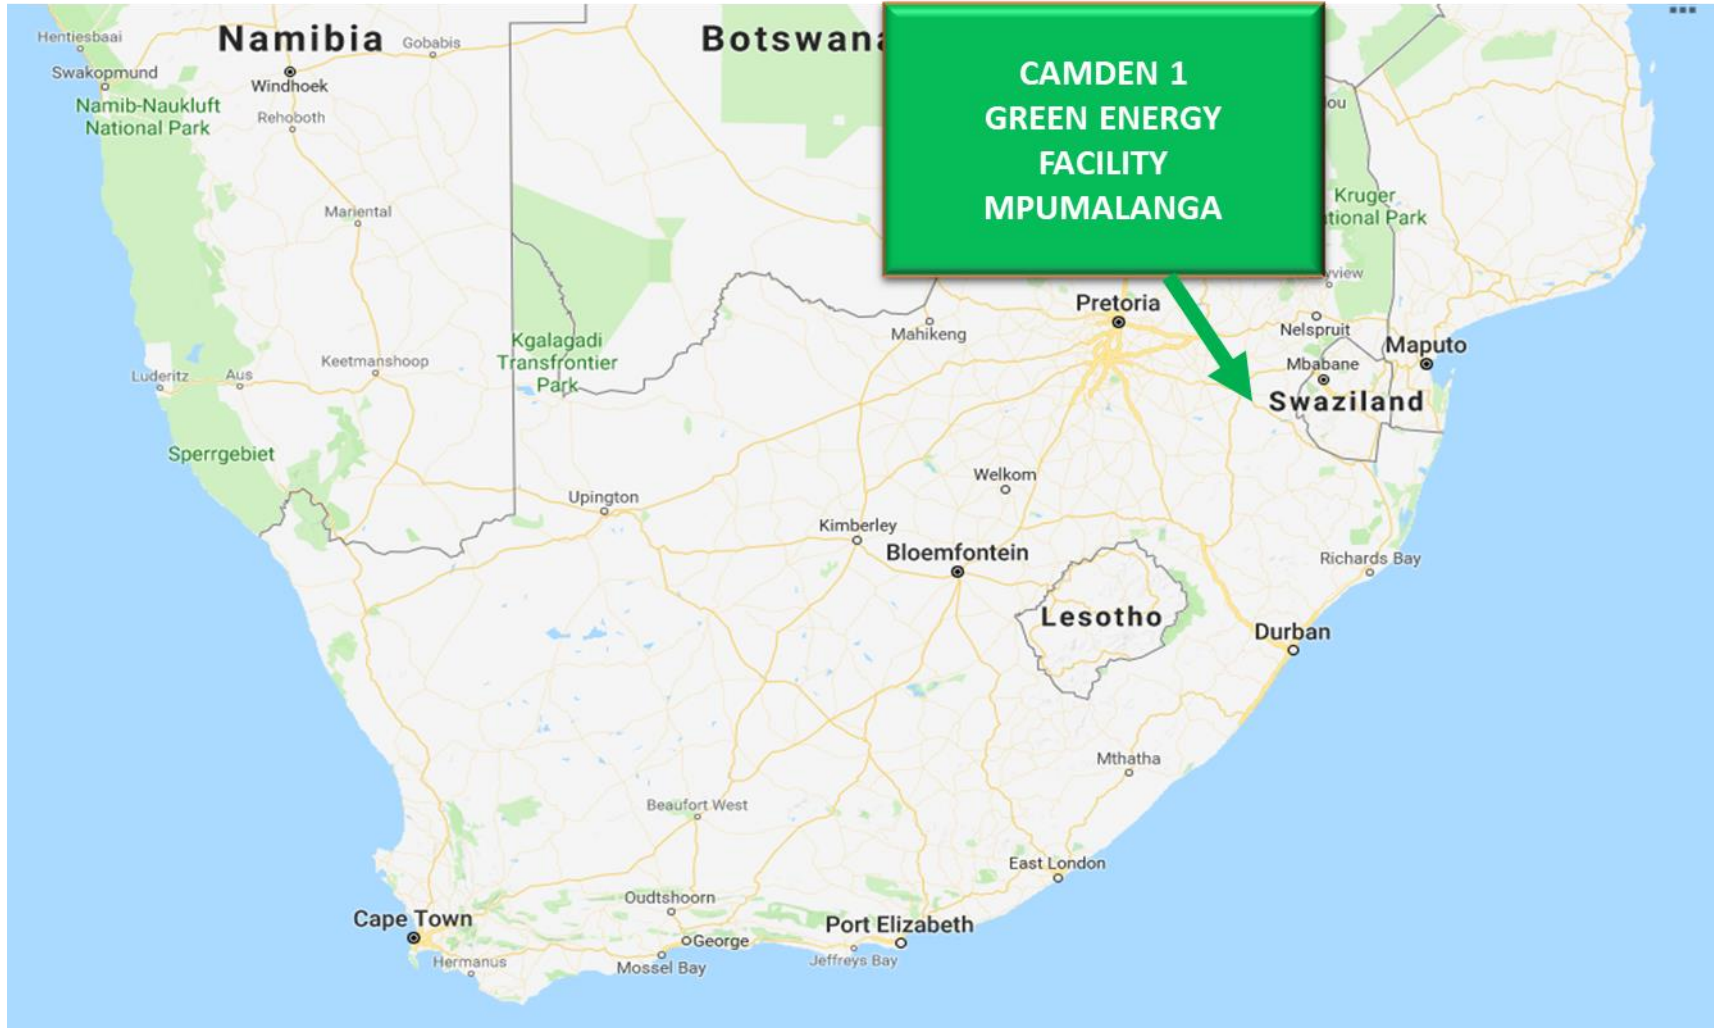 Namibia
Botswana
CAMDEN 1
GREEN ENERGY
FACILITY
MPUMALANGA
Hentiesbaai
Gobabis
Swakopmund
Windhoek
Namib-Naukluft
National Park
Rehoboth
Mariental
Kruger
Pretoria
Mahikeng
Nelspruit
Kgalagadi
Transfrontier
Park
Keetmanshoop
Luderitz
Aus
Mbabane
Maputo
Swaziland
Sperrgebiet
Welkom
Upington
Kimberley
Bloemfontein
Richards Bay
Lesotho
Durban
Mthatha
Beaufort West
East London
Oudtshoorn
Cape Town
Port Elizabeth
George
Hermanus
Mossel Bay
Jeffreys Bay